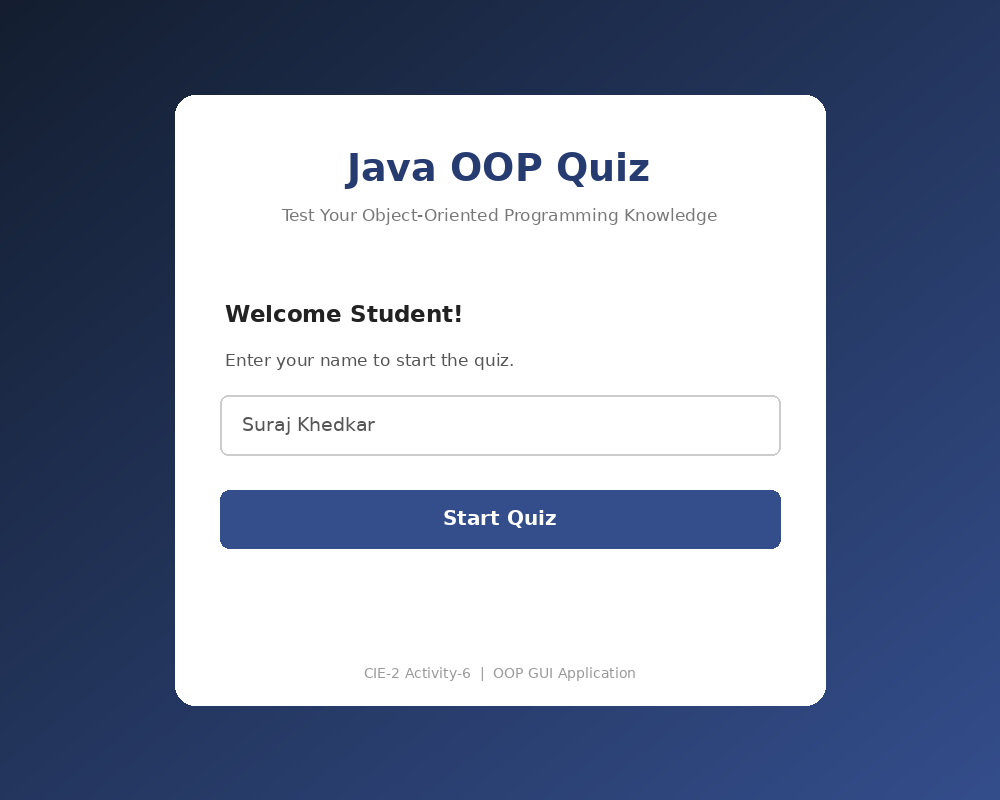 Java OOP Quiz
Test Your Object-Oriented Programming Knowledge
Welcome Student!
Enter your name to start the quiz.
Suraj Khedkar
Start Quiz
CIE-2 Activity-6 | OOP GUI Application